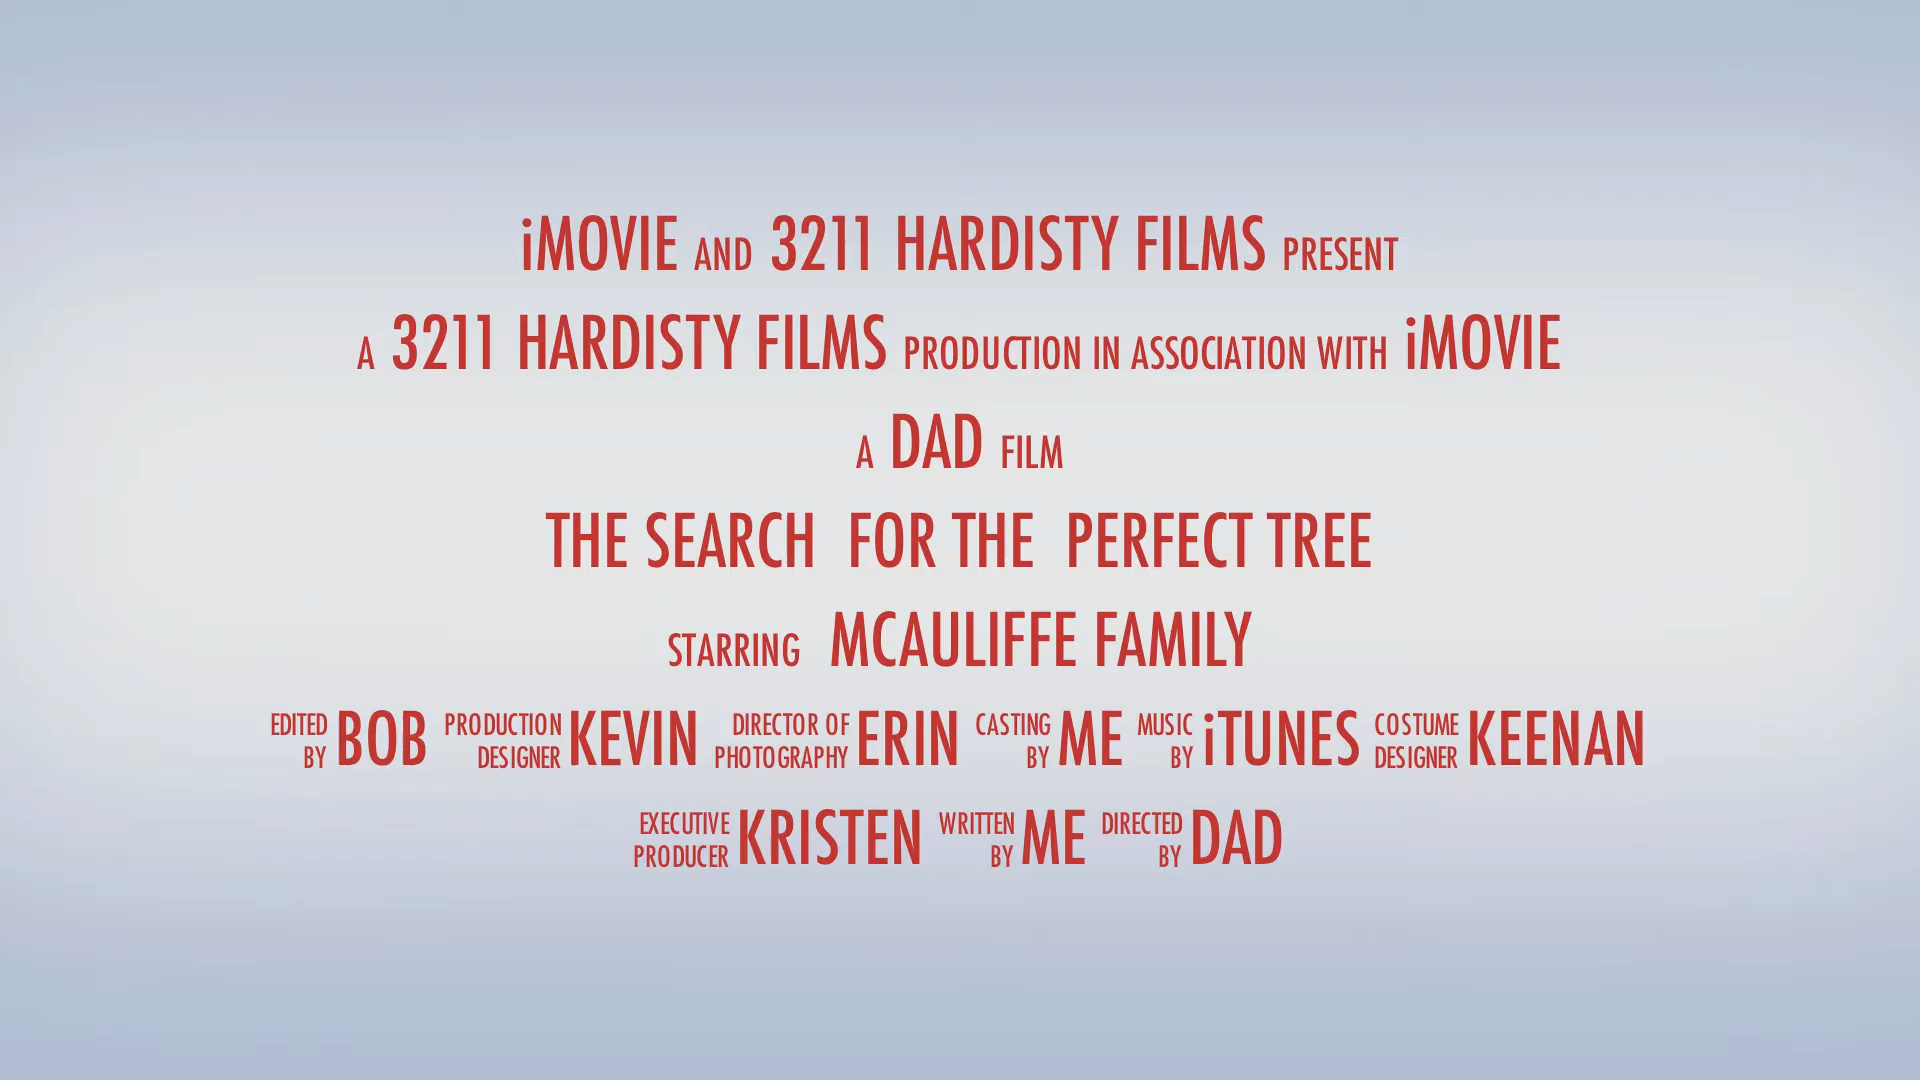 iMOVIE AND 3211 HARDISTY FILMS PRESENT
A 3211 HARDISTY FILMS PRODUCTION IN ASSOCIATION WITH iMOVIE
A DAD FILM
THE SEARCH FOR THE PERFECT TREE
STARRING MCAULIFFE FAMILY
EDITED BY BOB PRODUCTION DESIGNER KEVIN DIRECTOR OF PHOTOGRAPHY ERIN CASTING BY ME MUSIC BY iTUNES COSTUME DESIGNER KEENAN
EXECUTIVE PRODUCER KRISTEN WRITTEN BY ME DIRECTED BY DAD